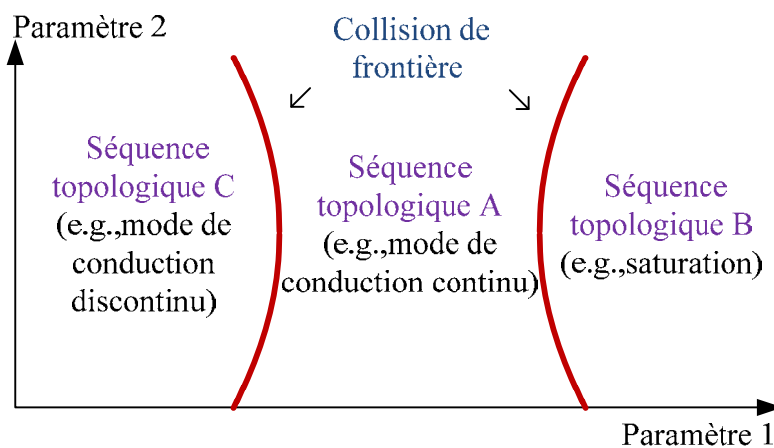 Paramètre 2
Collision de
frontière
Séquence
topologique C
(e.g.,mode de
conduction
discontinu)
Séquence
topologique A
(e.g.,mode de
conduction continu)
Séquence
topologique B
(e.g.,saturation)
Paramètre 1